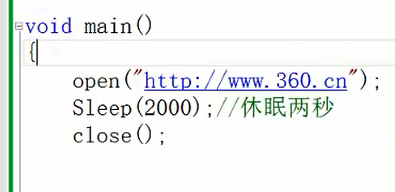 void main()
{
open("http://www.360.cn");
Sleep(2000);//休眠两秒
close();